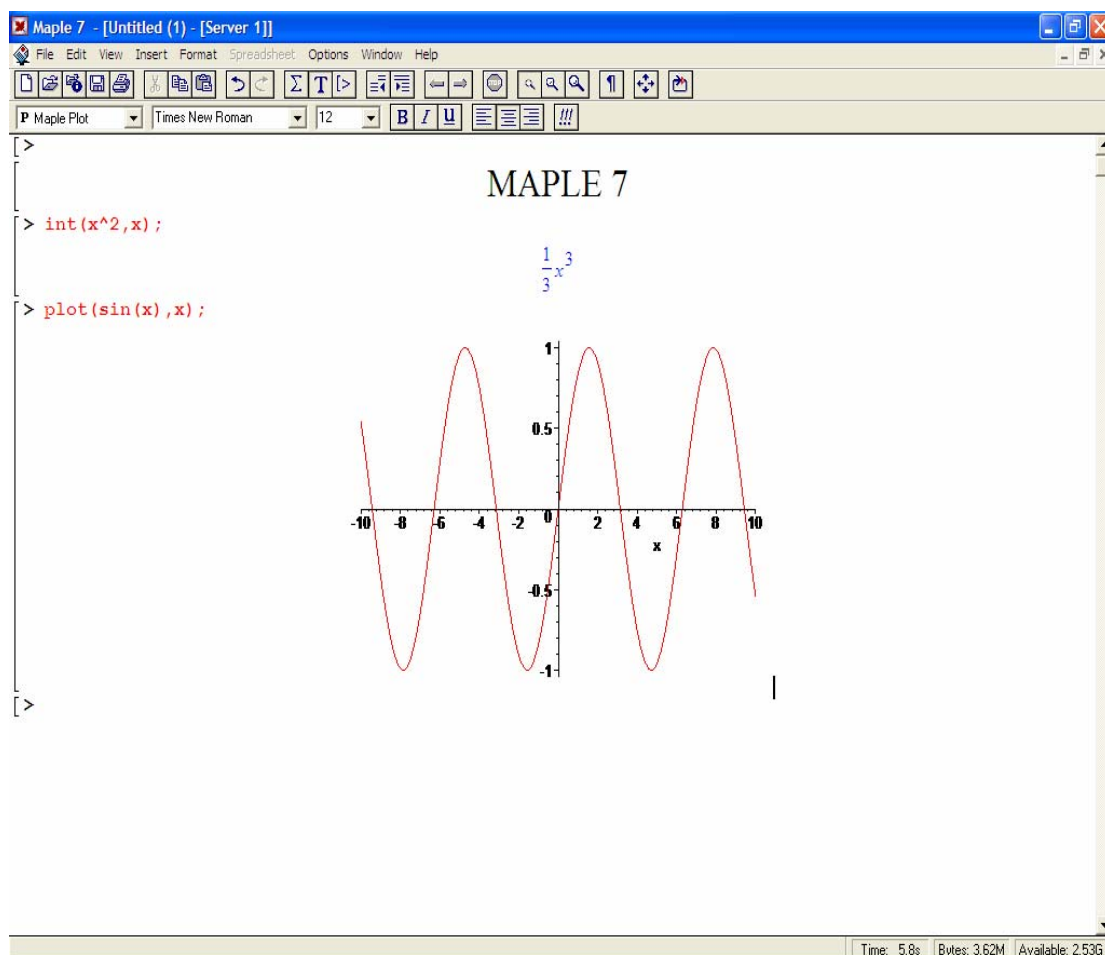 Maple 7 - [Untitled (1) - [Server 1]]
File Edit View Insert Format Spreadsheet Options Window Help
P Maple Plot Times New Roman 12 B I U !!!
[>
MAPLE 7
[> int(x^2,x);
1
3
x 3
[> plot(sin(x),x);
1
0.5
-10 -8 -6 -4 -2 0 2 4 6 8 10
x
-0.5
-1
[>
Time: 5.8s Bytes: 3.62M Available: 2.53G